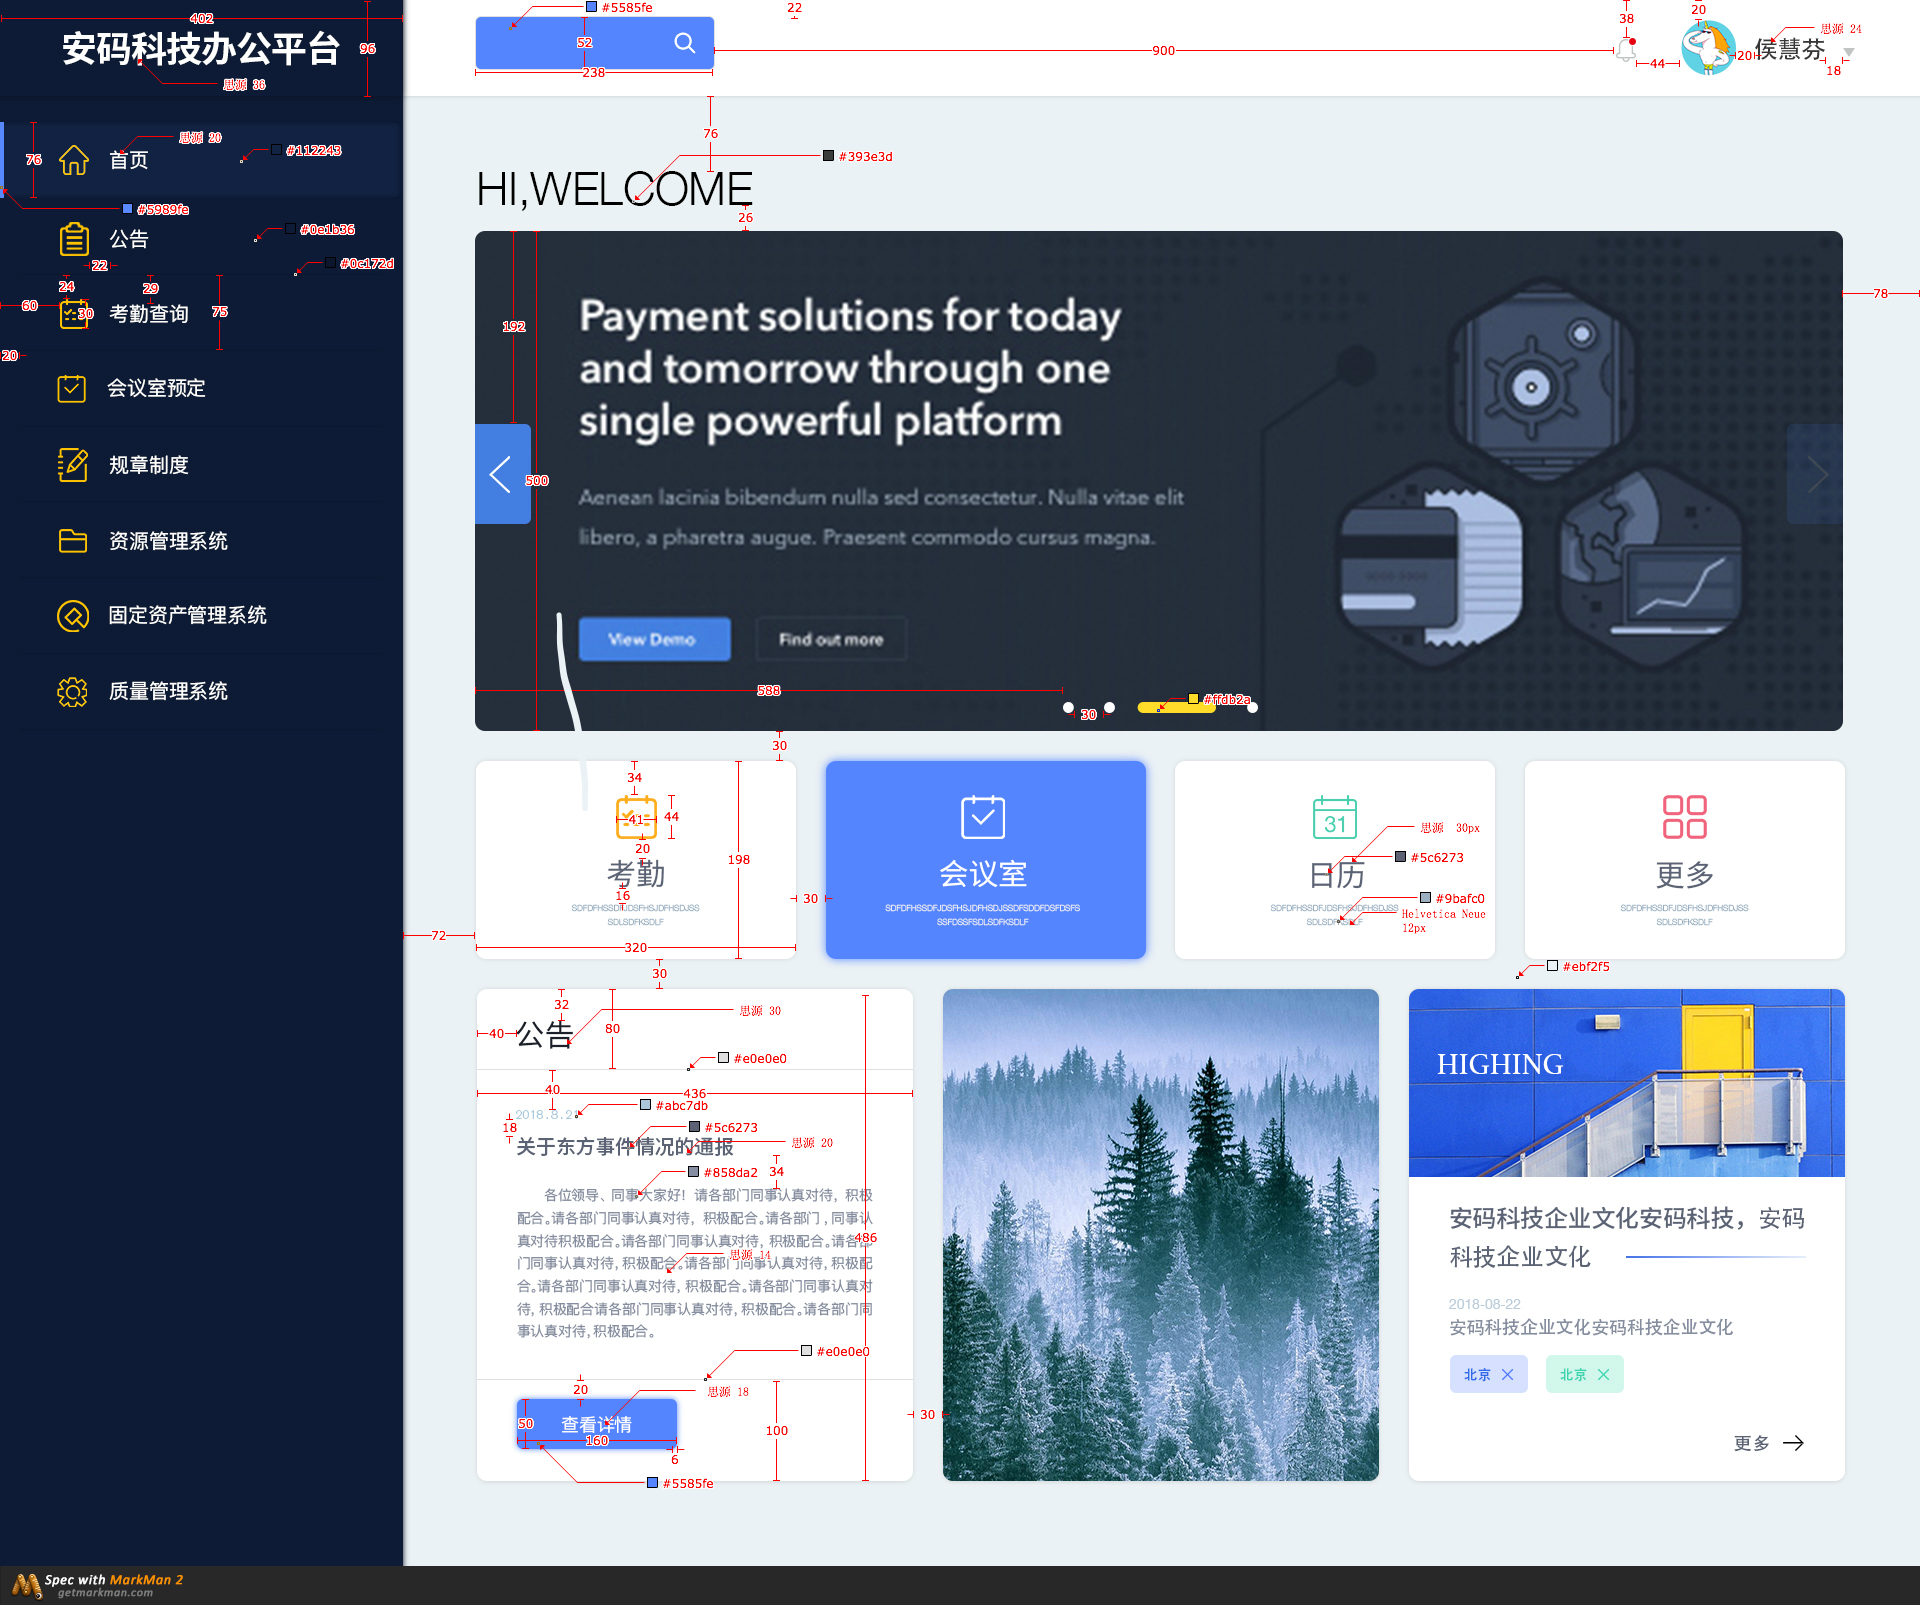 402
安码科技办公平台
96
思源 36
#5585fe
52
238
22
900
38
44
20
20
侯慧芬
思源 24
18
76
首页
思源 20
#112243
#5989fe
公告
#0e1b36
22
#0c172d
24
29
60
30
考勤查询
75
20
会议室预定
规章制度
资源管理系统
固定资产管理系统
质量管理系统
76
#393e3d
HI,WELCOME
26
78
192
500
Payment solutions for today
and tomorrow through one
single powerful platform
Aenean lacinia bibendum nulla sed consectetur. Nulla vitae elit
libero, a pharetra augue. Praesent commodo cursus magna.
View Demo
Find out more
588
30
#ffdb2a
30
34
41
44
20
198
考勤
16
SDFDFHSSDFJDSFHSJDFHSDJSS
SDLSDFKSDLF
320
30
会议室
SDFDFHSSDFJDSFHSJDFHSDJSSDFSDDFDSFDSFS
SSFDSSFSDLSDFKSDLF
31
日历
思源 30px
#5c6273
#9bafc0
SDFDFHSSDFJDSFHSJDFHSDJSSS
SDLSDFKSDLF
Helvetica Neue
12px
更多
SDFDFHSSDFJDSFHSJDFHSDJSSS
SDLSDFKSDLF
72
30
#ebf2f5
32
40
公告
80
思源 30
#e0e0e0
40
436
2018.8.21
#abc7db
18
#5c6273
关于东方事件情况的通报
思源 20
#858da2
34
各位领导、同事大家好！请各部门同事认真对待，积极
配合。请各部门同事认真对待，积极配合。请各部门，同事认
真对待积极配合。请各部门同事认真对待，积极配合。请各部
门同事认真对待，积极配合。请各部门同事认真对待，积极配
合。请各部门同事认真对待，积极配合。请各部门同事认真对
待，积极配合请各部门同事认真对待，积极配合。请各部门同
事认真对待，积极配合。
486
思源 14
#e0e0e0
20
思源 18
50
查看详情
160
6
100
30
#5585fe
HIGHING
安码科技企业文化安码科技，安码
科技企业文化
2018-08-22
安码科技企业文化安码科技企业文化
北京
北京
更多
Spec with MarkMan 2
getmarkman.com